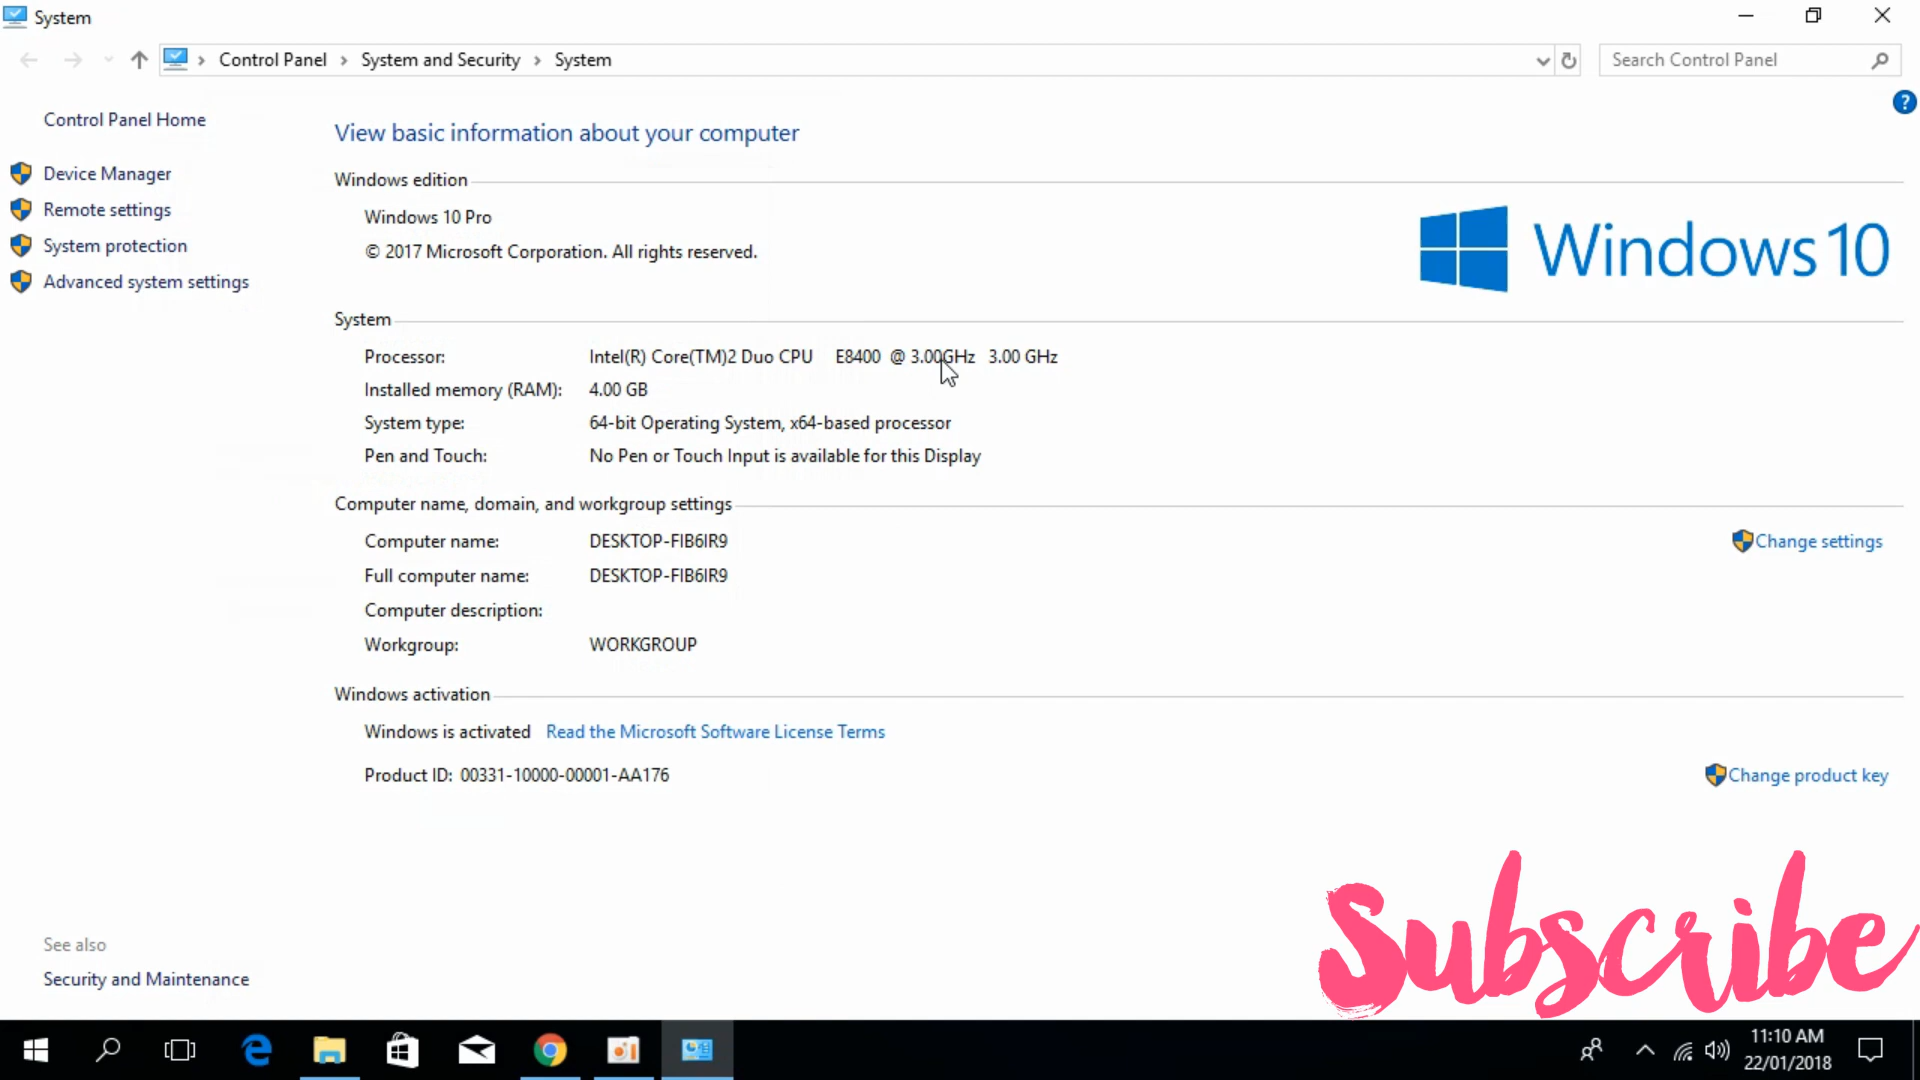 System
Control Panel > System and Security > System
Search Control Panel
?
Control Panel Home
Device Manager
Remote settings
System protection
Advanced system settings
View basic information about your computer
Windows edition
Windows 10 Pro
© 2017 Microsoft Corporation. All rights reserved.
Windows 10
System
Processor: Intel(R) Core(TM)2 Duo CPU E8400 @ 3.00GHz 3.00 GHz
Installed memory (RAM): 4.00 GB
System type: 64-bit Operating System, x64-based processor
Pen and Touch: No Pen or Touch Input is available for this Display
Computer name, domain, and workgroup settings
Computer name: DESKTOP-FIB6IR9
Change settings
Full computer name: DESKTOP-FIB6IR9
Computer description:
Workgroup: WORKGROUP
Windows activation
Windows is activated Read the Microsoft Software License Terms
Product ID: 00331-10000-00001-AA176
Change product key
See also
Security and Maintenance
Subscribe
11:10 AM
22/01/2018